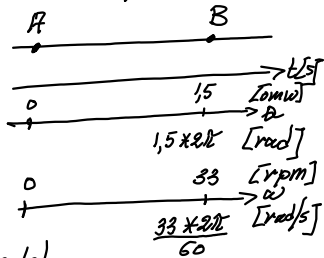 A B
t[s]
0 1,5 [omw]
1,5*2π [rad]
0 33 [rpm]
33*2π [rad/s]
60